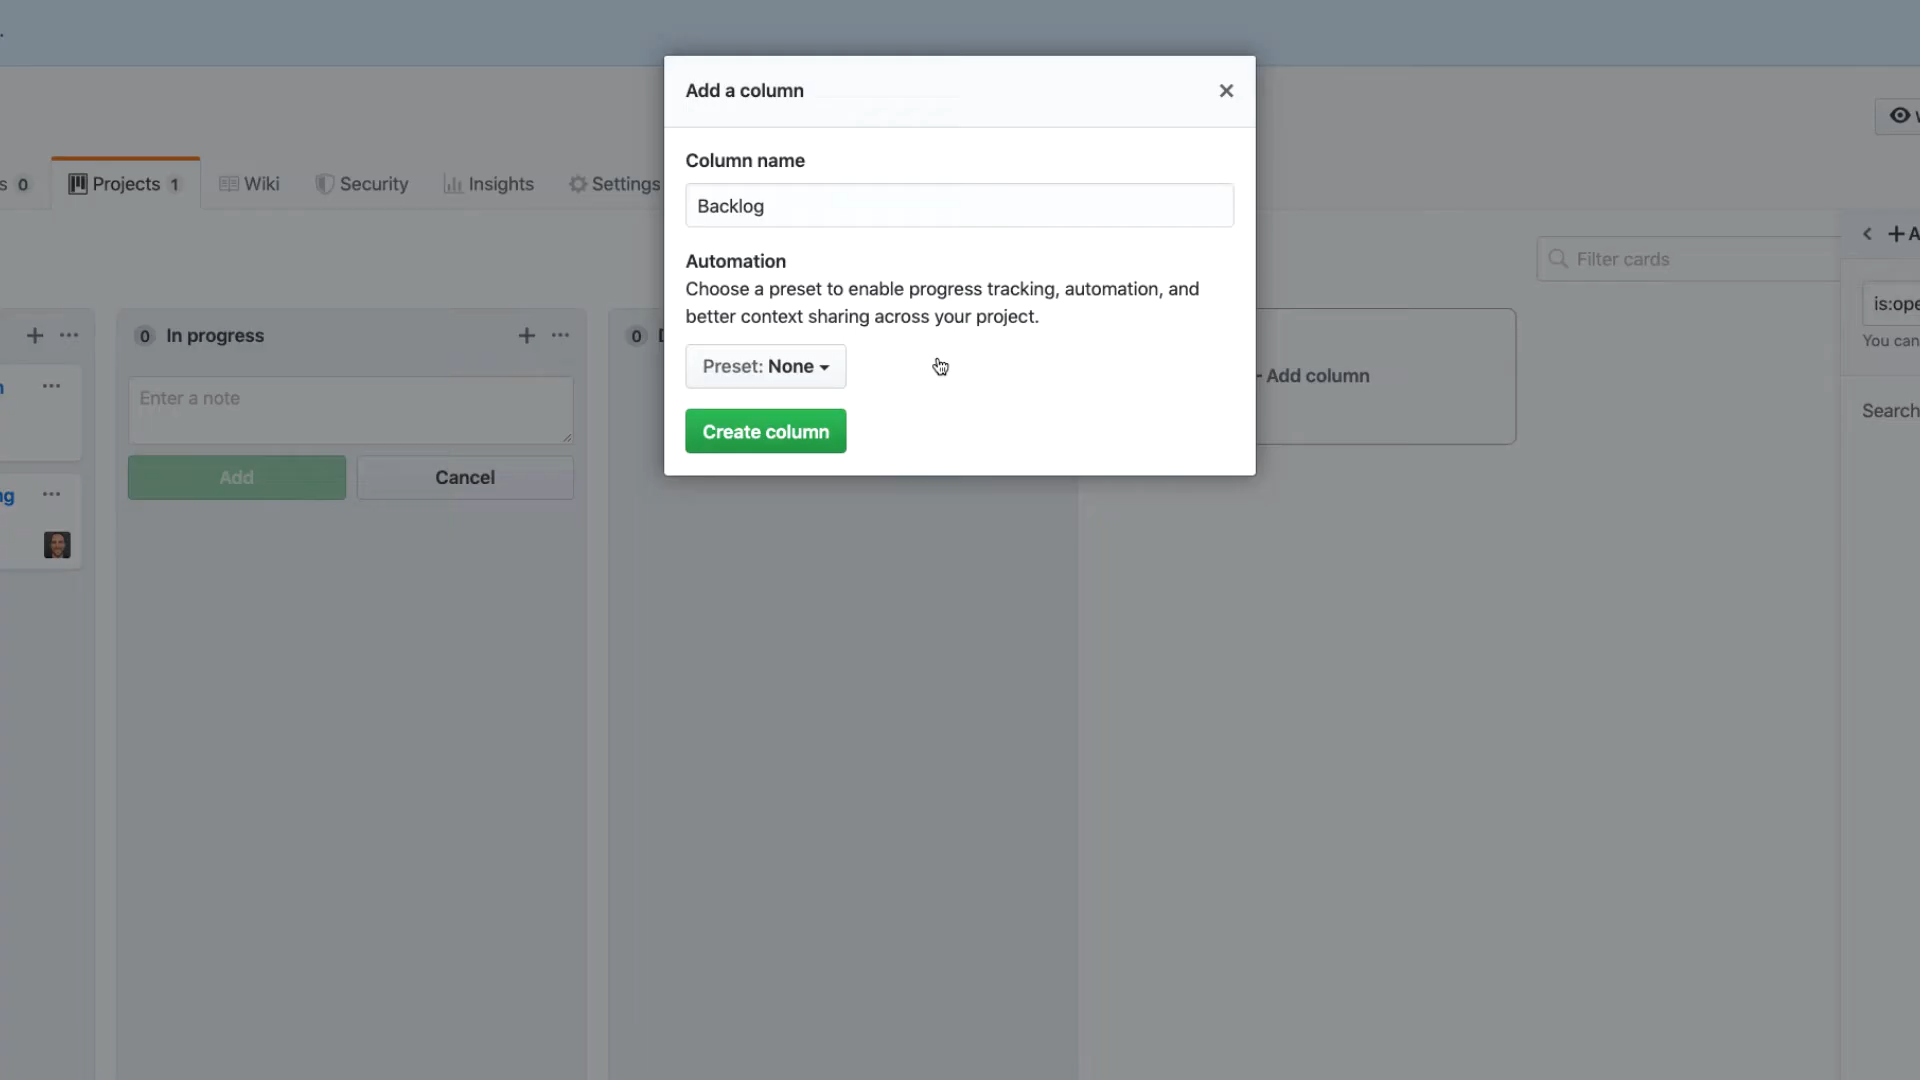 .
Add a column
Column name
Backlog
Automation
Choose a preset to enable progress tracking, automation, and
better context sharing across your project.
Preset: None
Create column
s 0
Projects 1
Wiki
Security
Insights
Settings
Filter cards
is:ope
You can
Search
0 In progress
Enter a note
Add
Cancel
0
Add column
ng